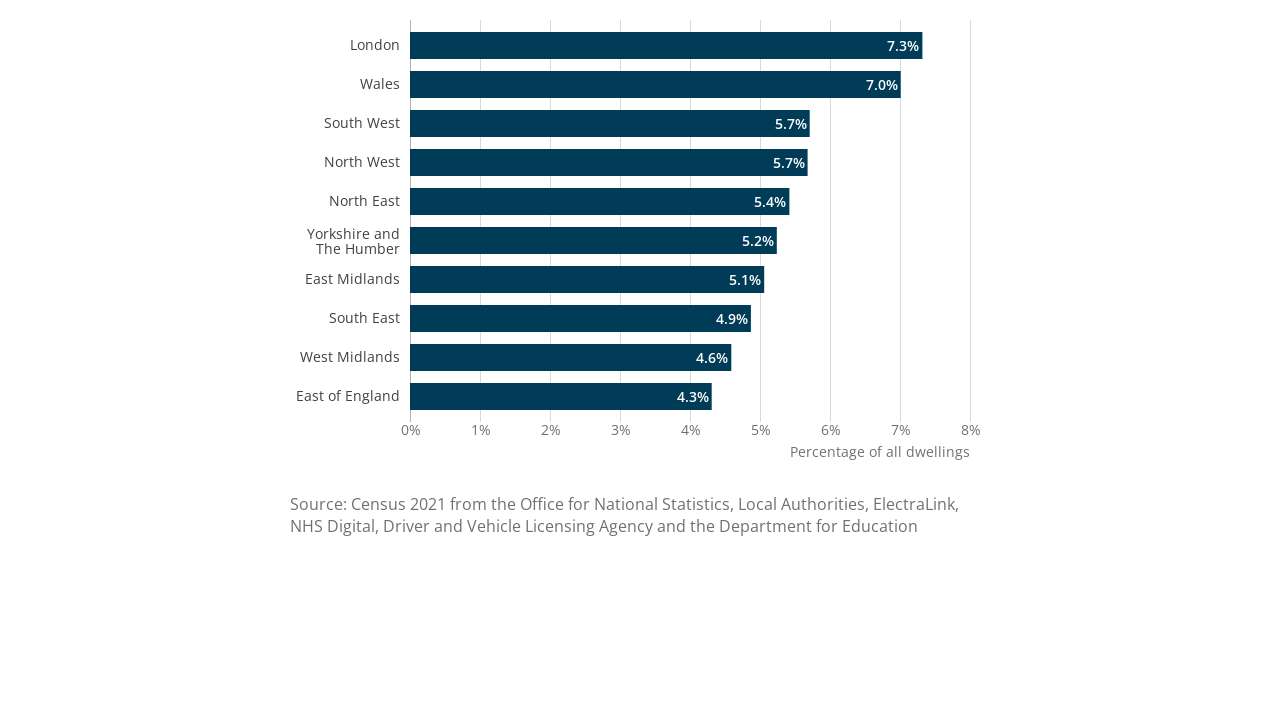 London 7.3%
Wales 7.0%
South West 5.7%
North West 5.7%
North East 5.4%
Yorkshire and
The Humber 5.2%
East Midlands 5.1%
South East 4.9%
West Midlands 4.6%
East of England 4.3%
0% 1% 2% 3% 4% 5% 6% 7% 8%
Percentage of all dwellings
Source: Census 2021 from the Office for National Statistics, Local Authorities, ElectraLink,
NHS Digital, Driver and Vehicle Licensing Agency and the Department for Education